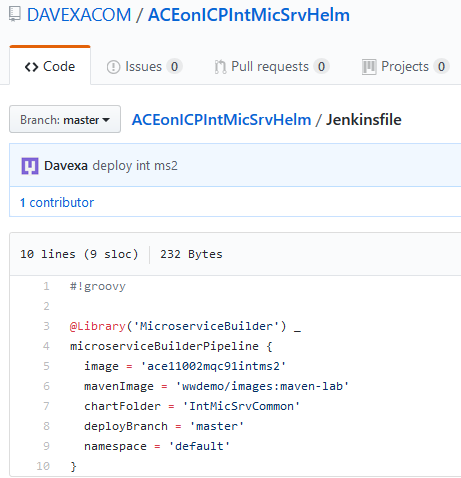 DAVEXACOM / ACEonICPIntMicSrvHelm
Code Issues 0 Pull requests 0 Projects 0
Branch: master ACEonICPIntMicSrvHelm / Jenkinsfile
Davexa deploy int ms2
1 contributor
10 lines (9 sloc) 232 Bytes
1 #!groovy
2
3 @Library('MicroserviceBuilder') _
4 microserviceBuilderPipeline {
5 image = 'ace11002mqc91intms2'
6 mavenImage = 'wwdemo/images:maven-lab'
7 chartFolder = 'IntMicSrvCommon'
8 deployBranch = 'master'
9 namespace = 'default'
10 }